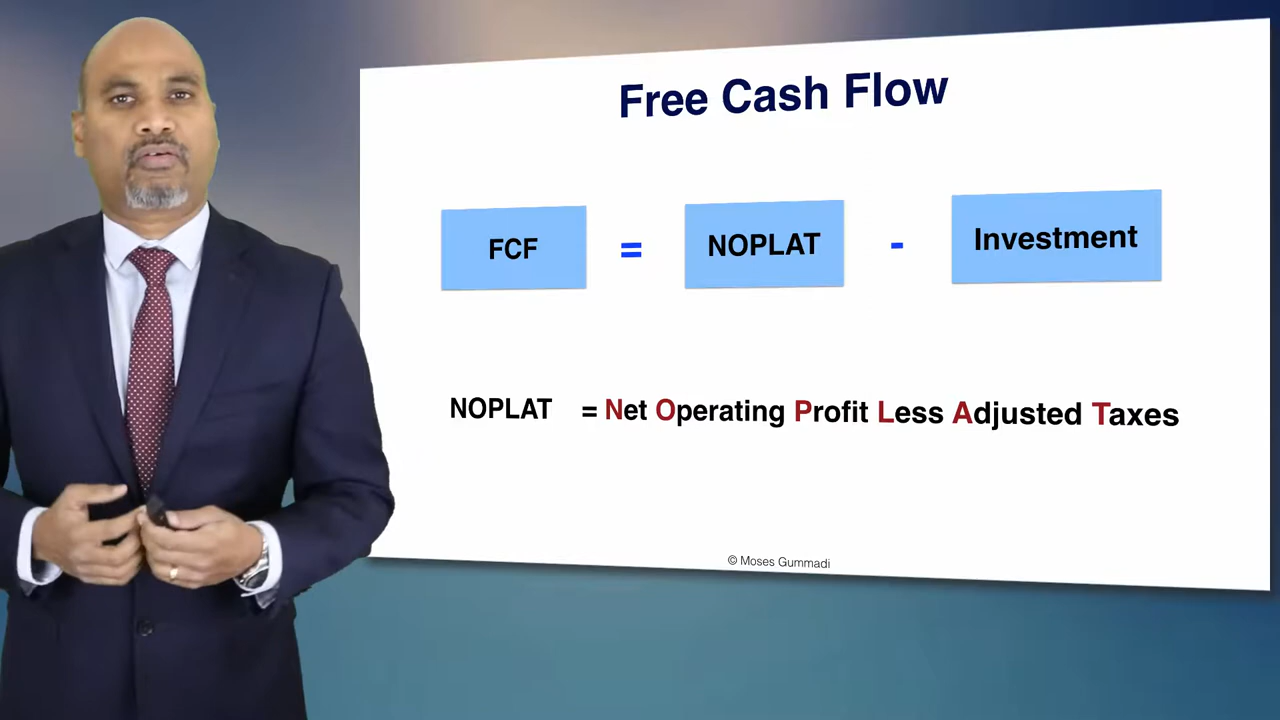 Free Cash Flow
FCF = NOPLAT - Investment
NOPLAT = Net Operating Profit Less Adjusted Taxes
© Moses Gummadi